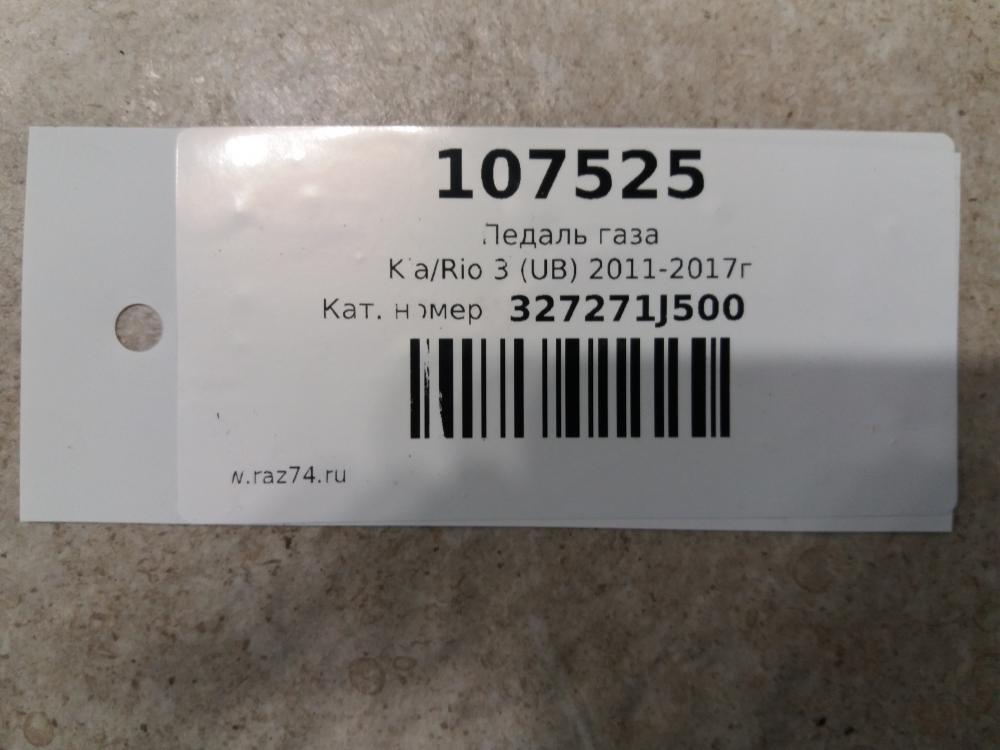 107525
Педаль газа
Kia/Rio 3 (UB) 2011-2017г
Кат. номер 327271J500
w.raz74.ru